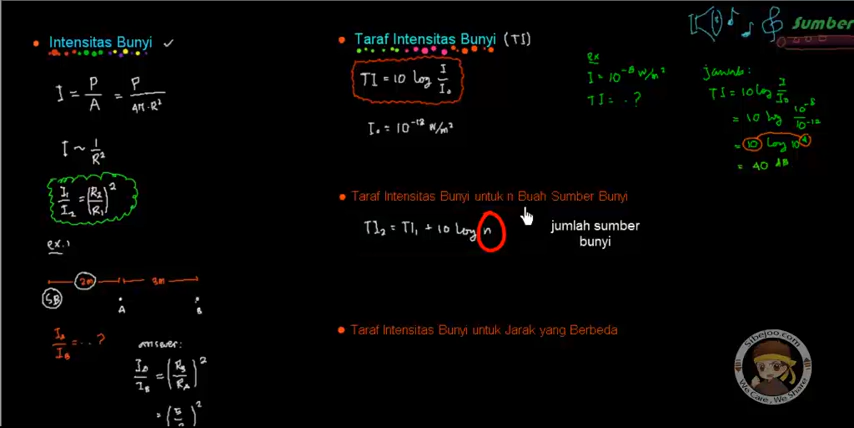 Intensitas Bunyi ✓
I = P/A = P/4π·R²
I ~ 1/R²
I₁/I₂ = (R₂/R₁)²
ex.1
2m 3m
SB A B
I_A/I_B = ...?
answer:
I_A/I_B = (R_B/R_A)²
= (5/2)²
Taraf Intensitas Bunyi (TI)
TI = 10 log I/I₀
I₀ = 10⁻¹² W/m²
Taraf Intensitas Bunyi untuk n Buah Sumber Bunyi
TI₂ = TI₁ + 10 log n
jumlah sumber
bunyi
Taraf Intensitas Bunyi untuk Jarak yang Berbeda
ex
I = 10⁻⁸ W/m²
TI = ..?
Sumber
jawab:
TI = 10 log I/I₀
= 10 log 10⁻⁸/10⁻¹²
= 10 log 10⁴
= 40 dB
Sibejoo.com
We Care, We Share